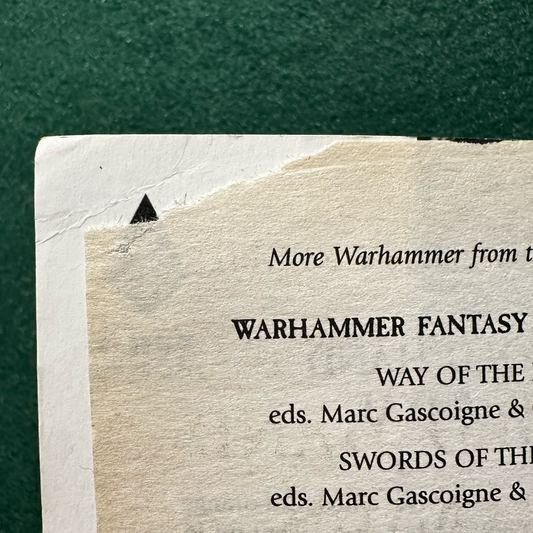 More Warhammer from t
WARHAMMER FANTASY
WAY OF THE
eds. Marc Gascoigne &
SWORDS OF THE
eds. Marc Gascoigne &